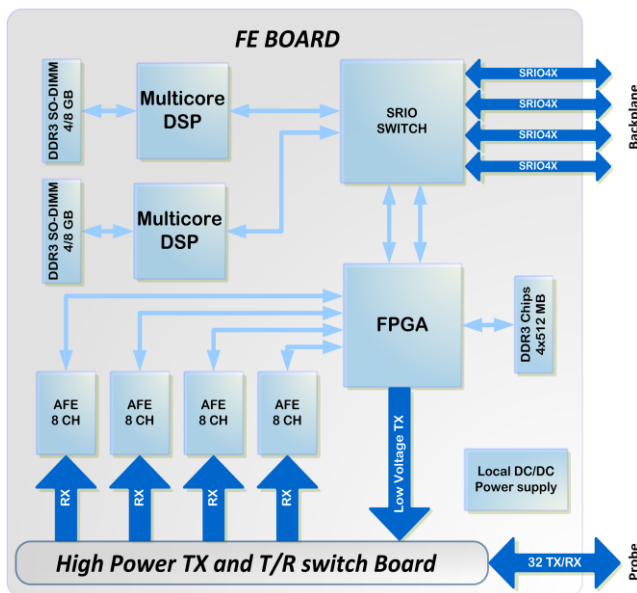 FE BOARD
DDR3 SO-DIMM
4/8 GB
Multicore
DSP
SRIO
SWITCH
SRIO4X
SRIO4X
SRIO4X
SRIO4X
Backplane
DDR3 SO-DIMM
4/8 GB
Multicore
DSP
FPGA
DDR3 Chips
4x512 MB
AFE
8 CH
AFE
8 CH
AFE
8 CH
AFE
8 CH
RX
RX
RX
RX
Low Voltage TX
Local DC/DC
Power supply
High Power TX and T/R switch Board
32 TX/RX
Probe